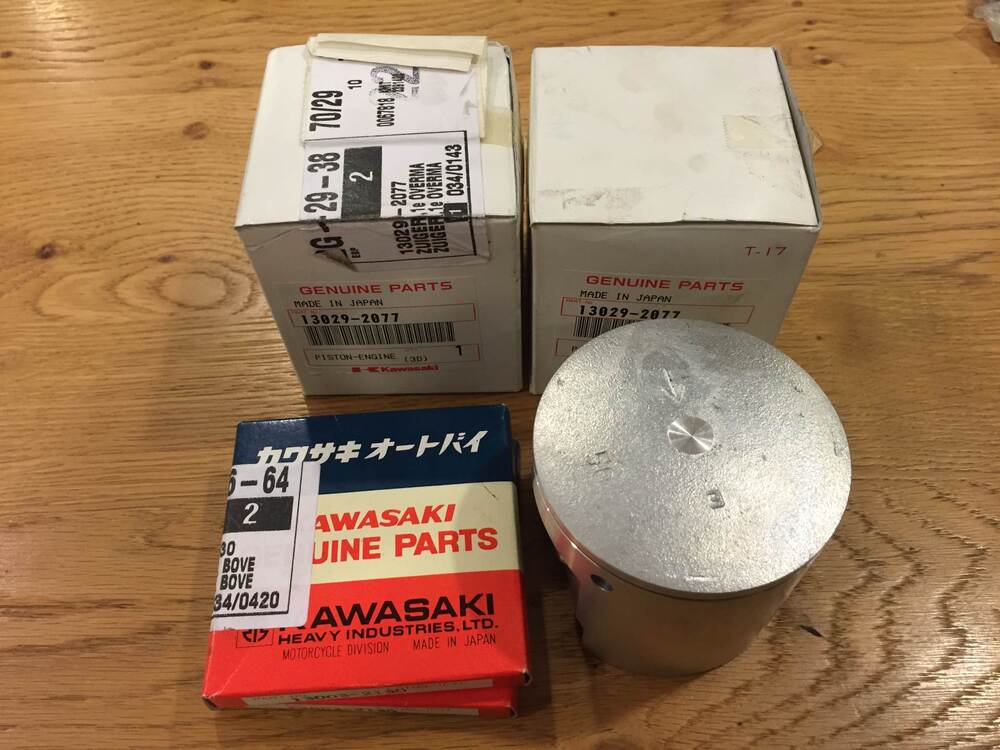 70/29
10
0067618
G-29-38
2
13029-2077
ZUIGER, 1e OVERMA
ZUIGER, 1e OVERMA
034/0143
GENUINE PARTS
MADE IN JAPAN
13029-2077
PISTON-ENGINE (3D)
1
Kawasaki
T-17
GENUINE PARTS
MADE IN JAPAN
13029-2077
カワサキ オートバイ
6-64
2
30
BOVE
BOVE
34/0420
AWASAKI
UINE PARTS
KAWASAKI
HEAVY INDUSTRIES, LTD.
MOTORCYCLE DIVISION MADE IN JAPAN
3